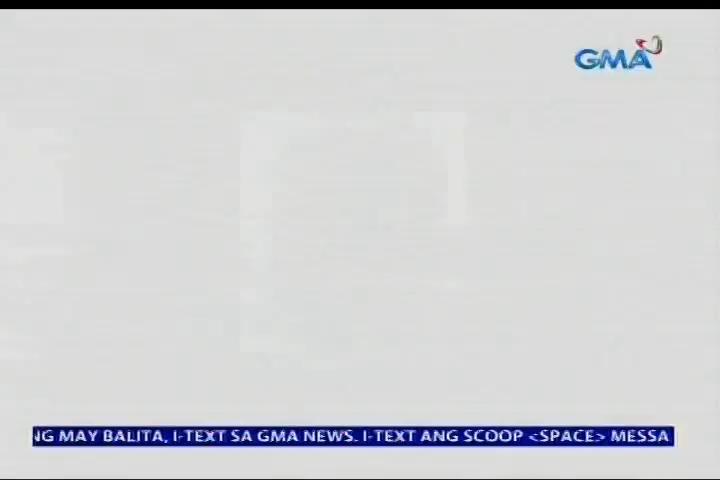 GMA
NG MAY BALITA, I-TEXT SA GMA NEWS. I-TEXT ANG SCOOP <SPACE> MESSA